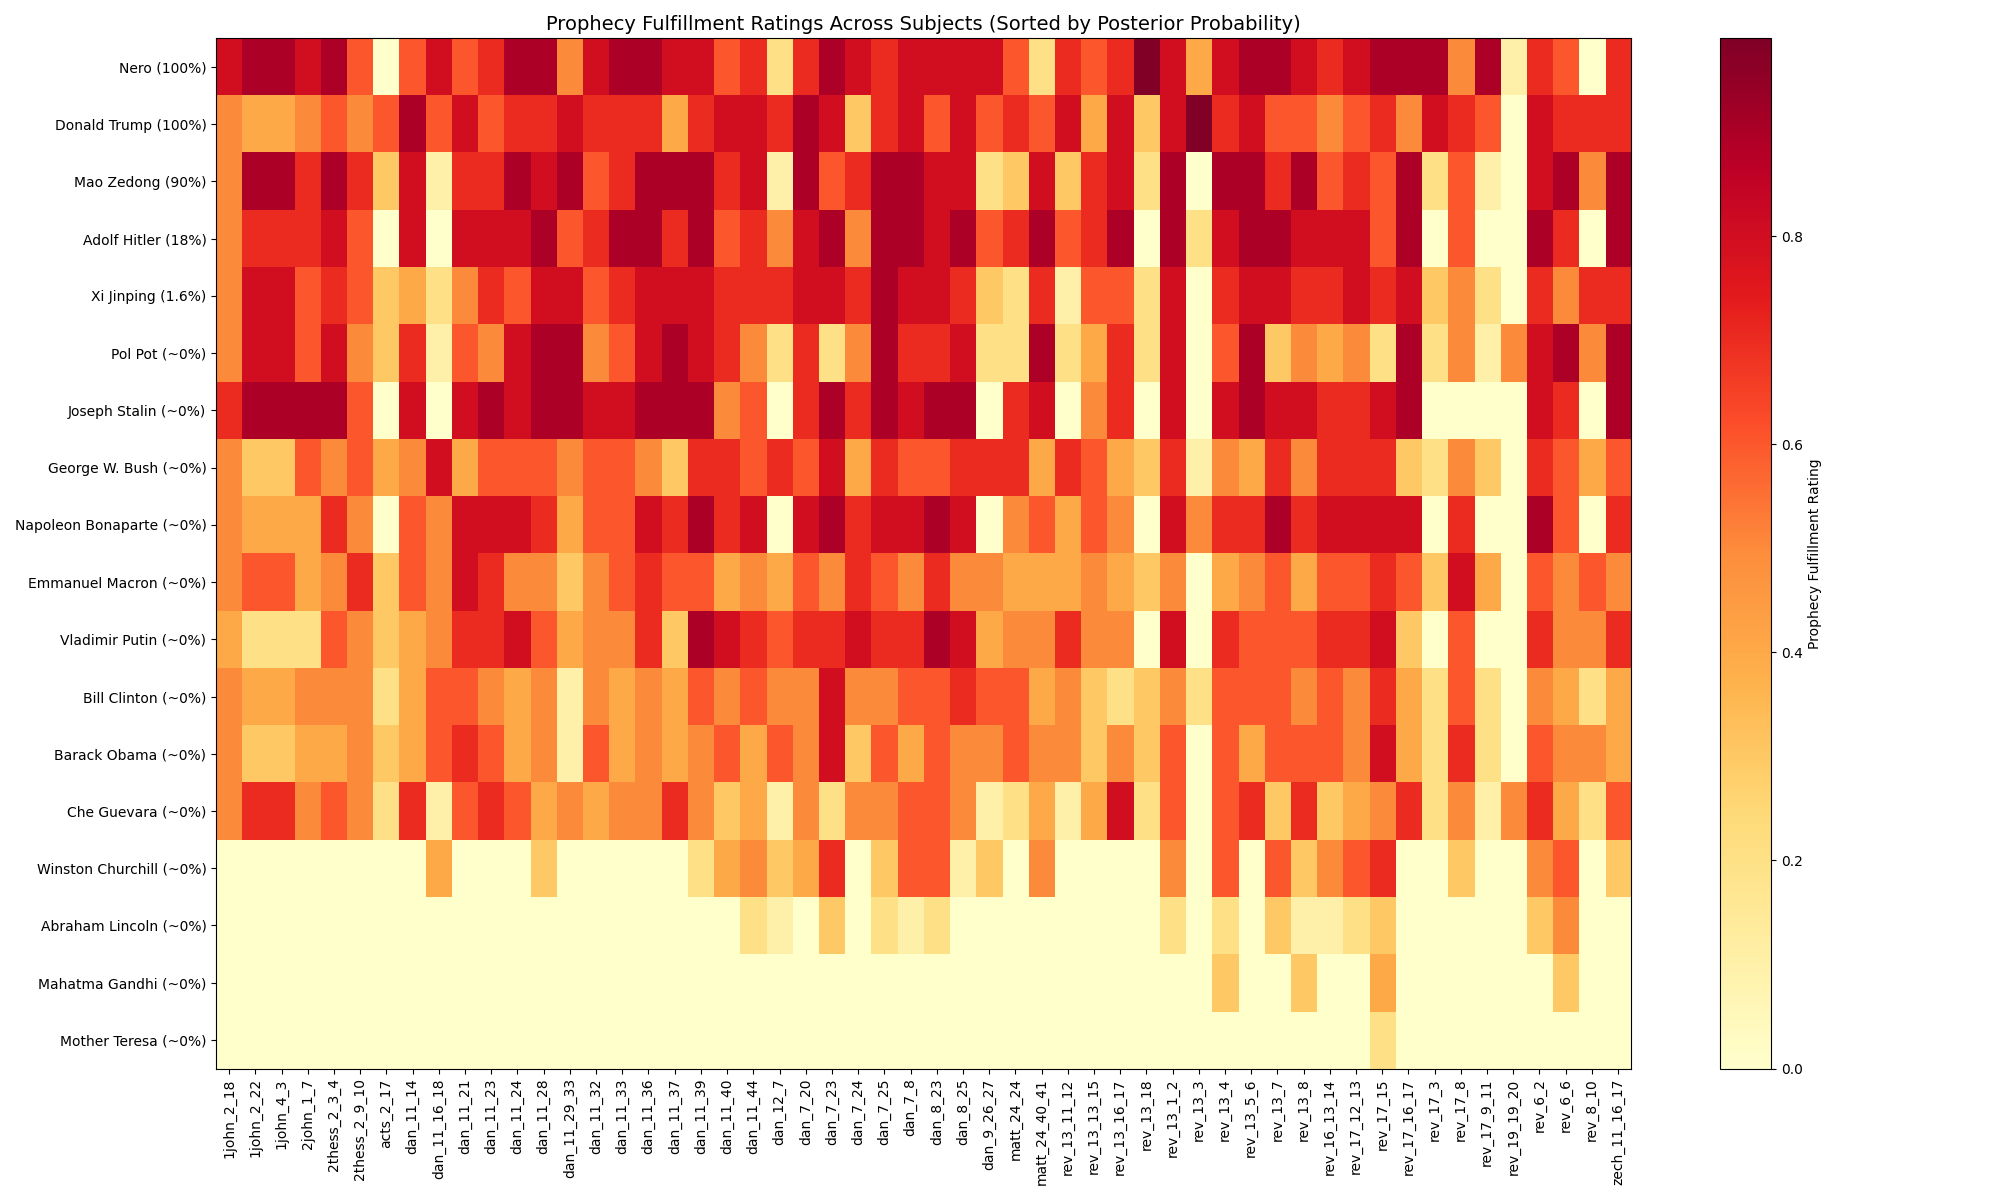 Prophecy Fulfillment Ratings Across Subjects (Sorted by Posterior Probability)
Nero (100%)
Donald Trump (100%)
Mao Zedong (90%)
Adolf Hitler (18%)
Xi Jinping (1.6%)
Pol Pot (~0%)
Joseph Stalin (~0%)
George W. Bush (~0%)
Napoleon Bonaparte (~0%)
Emmanuel Macron (~0%)
Vladimir Putin (~0%)
Bill Clinton (~0%)
Barack Obama (~0%)
Che Guevara (~0%)
Winston Churchill (~0%)
Abraham Lincoln (~0%)
Mahatma Gandhi (~0%)
Mother Teresa (~0%)
1john_2_18
1john_2_22
1john_4_3
2john_1_7
2thess_2_3_4
2thess_2_9_10
acts_2_17
dan_11_14
dan_11_16_18
dan_11_21
dan_11_23
dan_11_24
dan_11_28
dan_11_29_33
dan_11_32
dan_11_33
dan_11_36
dan_11_37
dan_11_39
dan_11_40
dan_11_44
dan_12_7
dan_7_20
dan_7_23
dan_7_24
dan_7_25
dan_7_8
dan_8_23
dan_8_25
dan_9_26_27
matt_24_24
matt_24_40_41
rev_13_11_12
rev_13_13_15
rev_13_16_17
rev_13_18
rev_13_1_2
rev_13_3
rev_13_4
rev_13_5_6
rev_13_7
rev_13_8
rev_16_13_14
rev_17_12_13
rev_17_15
rev_17_16_17
rev_17_3
rev_17_8
rev_17_9_11
rev_19_19_20
rev_6_2
rev_6_6
rev_8_10
zech_11_16_17
0.8
0.6
0.4
0.2
0.0
Prophecy Fulfillment Rating